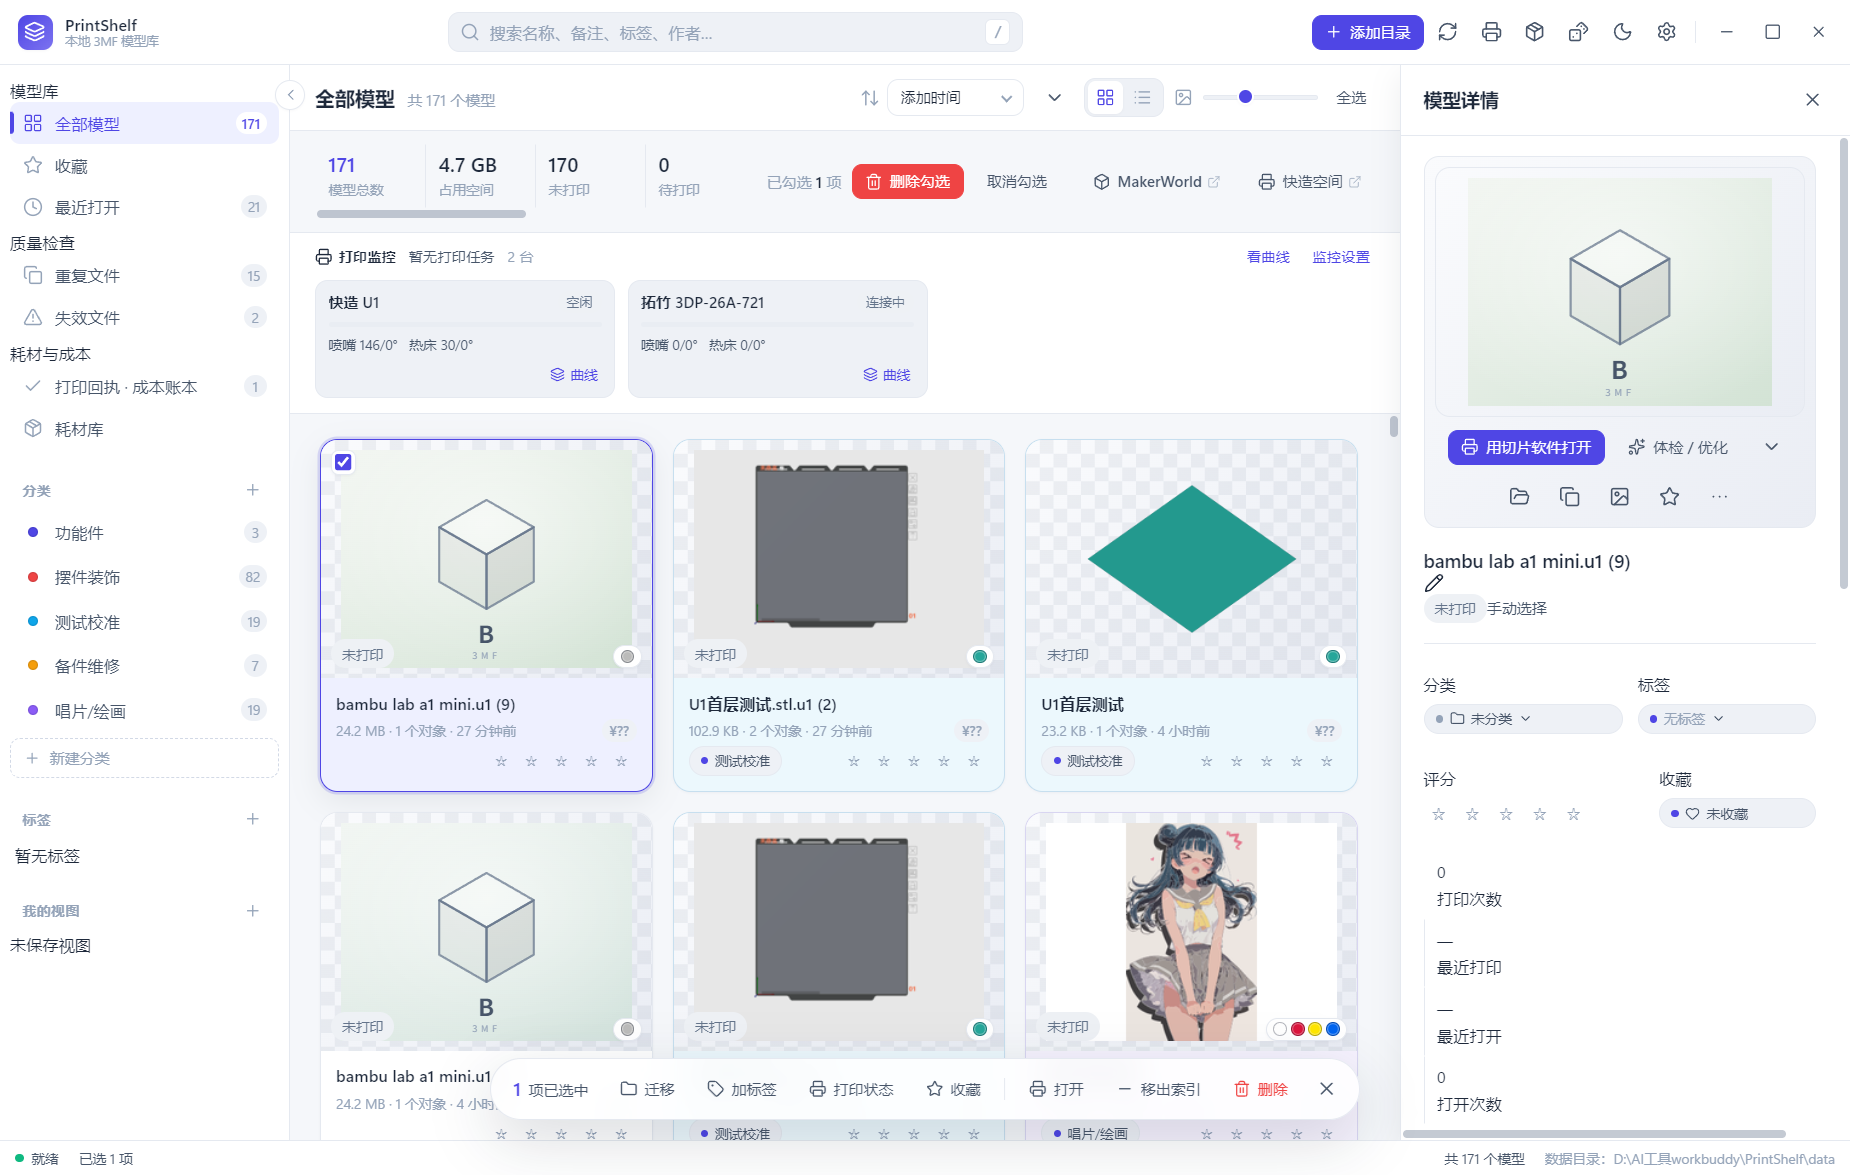 PrintShelf
本地 3MF 模型库
搜索名称、备注、标签、作者...
/
添加目录
模型库
全部模型 171
收藏
最近打开 21
质量检查
重复文件 15
失效文件 2
耗材与成本
打印回执 · 成本账本 1
耗材库
分类
功能件 3
摆件装饰 82
测试校准 19
备件维修 7
唱片/绘画 19
新建分类
标签
暂无标签
我的视图
未保存视图
全部模型 共 171 个模型
添加时间
全选
171
模型总数
4.7 GB
占用空间
170
未打印
0
待打印
已勾选 1 项
删除勾选
取消勾选
MakerWorld
快造空间
打印监控 暂无打印任务 2 台
看曲线 监控设置
快造 U1 空闲
喷嘴 146/0° 热床 30/0°
曲线
拓竹 3DP-26A-721 连接中
喷嘴 0/0° 热床 0/0°
曲线
B
3MF
未打印
bambu lab a1 mini.u1 (9)
24.2 MB · 1 个对象 · 27 分钟前 ¥??
未打印
U1首层测试.stl.u1 (2)
102.9 KB · 2 个对象 · 27 分钟前 ¥??
测试校准
未打印
U1首层测试
23.2 KB · 1 个对象 · 4 小时前 ¥??
测试校准
B
3MF
未打印
bambu lab a1 mini.u1
24.2 MB · 1 个对象 · 4 小时
未打印
测试校准
未打印
唱片/绘画
1 项已选中 迁移 加标签 打印状态 收藏 打开 移出索引 删除
模型详情
B
3MF
用切片软件打开
体检 / 优化
bambu lab a1 mini.u1 (9)
未打印 手动选择
分类 标签
未分类 无标签
评分 收藏
未收藏
0
打印次数
—
最近打印
—
最近打开
0
打开次数
就绪 已选 1 项
共 171 个模型 数据目录： D:\AI工具workbuddy\PrintShelf\data